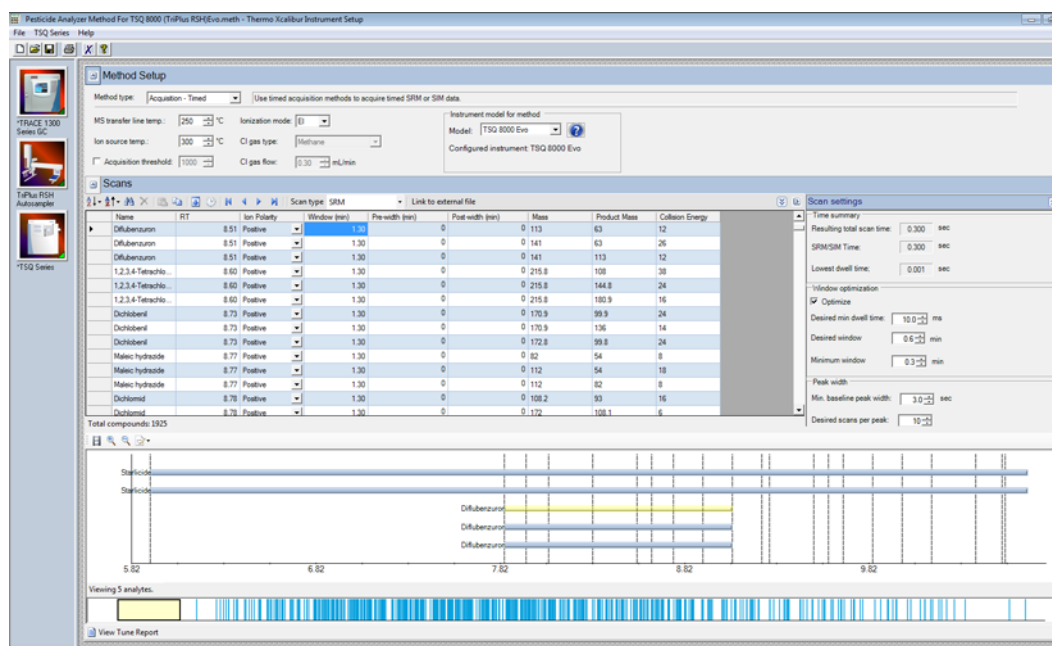 Pesticide Analyzer Method For TSQ 8000 (TriPlus RSH)Evo.meth - Thermo Xcalibur Instrument Setup
File TSQ Series Help
Method Setup
Method type: Acquisition - Timed Use timed acquisition methods to acquire timed SRM or SIM data.
MS transfer line temp.: 250 °C Ionization mode: EI Instrument model for method
Model: TSQ 8000 Evo
Ion source temp.: 300 °C CI gas type: Methane Configured instrument: TSQ 8000 Evo
Acquisition threshold: 1000 CI gas flow: 0.30 mL/min
*TRACE 1300 Series GC
TriPlus RSH Autosampler
*TSQ Series
Scans
Scan type SRM Link to external file
Name RT Ion Polarity Window (min) Pre-width (min) Post-width (min) Mass Product Mass Collision Energy
Diflubenzuron 8.51 Positive 1.30 0 0 113 63 12
Diflubenzuron 8.51 Positive 1.30 0 0 141 63 26
Diflubenzuron 8.51 Positive 1.30 0 0 141 113 12
1,2,3,4-Tetrachlo... 8.60 Positive 1.30 0 0 215.8 108 38
1,2,3,4-Tetrachlo... 8.60 Positive 1.30 0 0 215.8 144.8 24
1,2,3,4-Tetrachlo... 8.60 Positive 1.30 0 0 215.8 180.9 16
Dichlobenil 8.73 Positive 1.30 0 0 170.9 99.9 24
Dichlobenil 8.73 Positive 1.30 0 0 170.9 136 14
Dichlobenil 8.73 Positive 1.30 0 0 172.8 99.8 24
Maleic hydrazide 8.77 Positive 1.30 0 0 82 54 8
Maleic hydrazide 8.77 Positive 1.30 0 0 112 54 18
Maleic hydrazide 8.77 Positive 1.30 0 0 112 82 8
Dichlormid 8.78 Positive 1.30 0 0 108.2 93 16
Dichlormid 8.78 Positive 1.30 0 0 172 108.1 6
Total compounds: 1925
Scan settings
Time summary
Resulting total scan time: 0.300 sec
SRM/SIM Time: 0.300 sec
Lowest dwell time: 0.001 sec
Window optimization
Optimize
Desired min dwell time: 10.0 ms
Desired window 0.6 min
Minimum window 0.3 min
Peak width
Min. baseline peak width: 3.0 sec
Desired scans per peak: 10
Starlicide
Starlicide
Diflubenzuron
Diflubenzuron
Diflubenzuron
5.82 6.82 7.82 8.82 9.82
Viewing 5 analytes.
View Tune Report